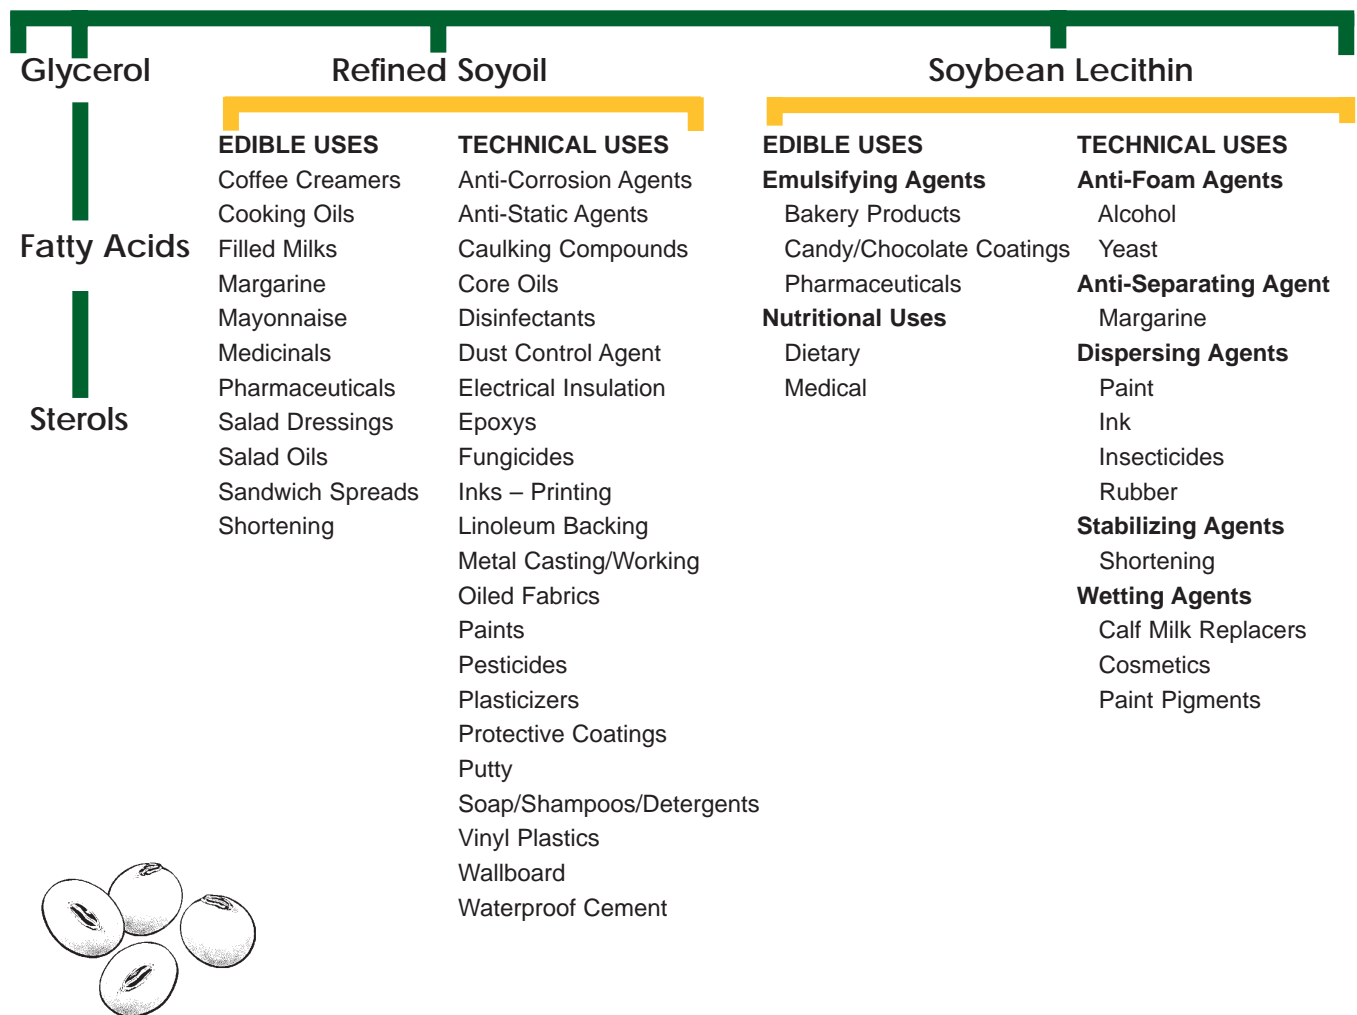 Glycerol
Fatty Acids
Sterols
Refined Soyoil
EDIBLE USES
Coffee Creamers
Cooking Oils
Filled Milks
Margarine
Mayonnaise
Medicinals
Pharmaceuticals
Salad Dressings
Salad Oils
Sandwich Spreads
Shortening
TECHNICAL USES
Anti-Corrosion Agents
Anti-Static Agents
Caulking Compounds
Core Oils
Disinfectants
Dust Control Agent
Electrical Insulation
Epoxys
Fungicides
Inks – Printing
Linoleum Backing
Metal Casting/Working
Oiled Fabrics
Paints
Pesticides
Plasticizers
Protective Coatings
Putty
Soap/Shampoos/Detergents
Vinyl Plastics
Wallboard
Waterproof Cement
Soybean Lecithin
EDIBLE USES
Emulsifying Agents
Bakery Products
Candy/Chocolate Coatings
Pharmaceuticals
Nutritional Uses
Dietary
Medical
TECHNICAL USES
Anti-Foam Agents
Alcohol
Yeast
Anti-Separating Agent
Margarine
Dispersing Agents
Paint
Ink
Insecticides
Rubber
Stabilizing Agents
Shortening
Wetting Agents
Calf Milk Replacers
Cosmetics
Paint Pigments